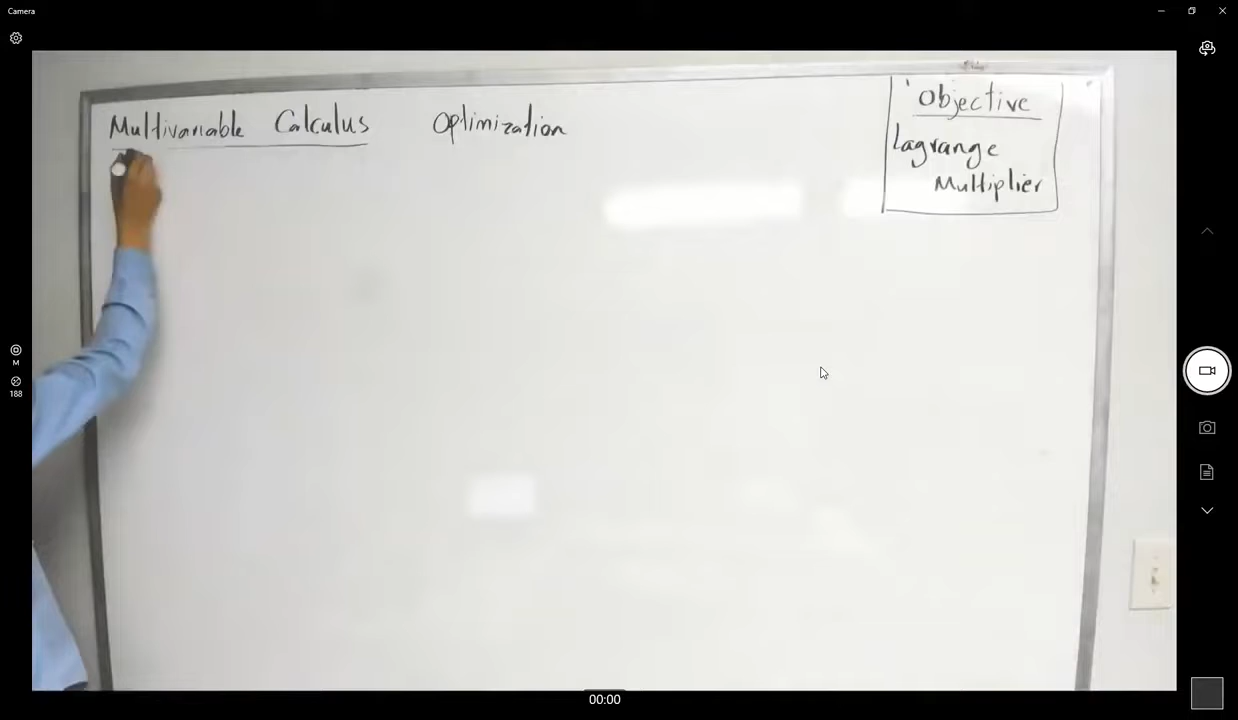 Camera
Multivariable Calculus Optimization
Objective
Lagrange
Multiplier
M
188
00:00